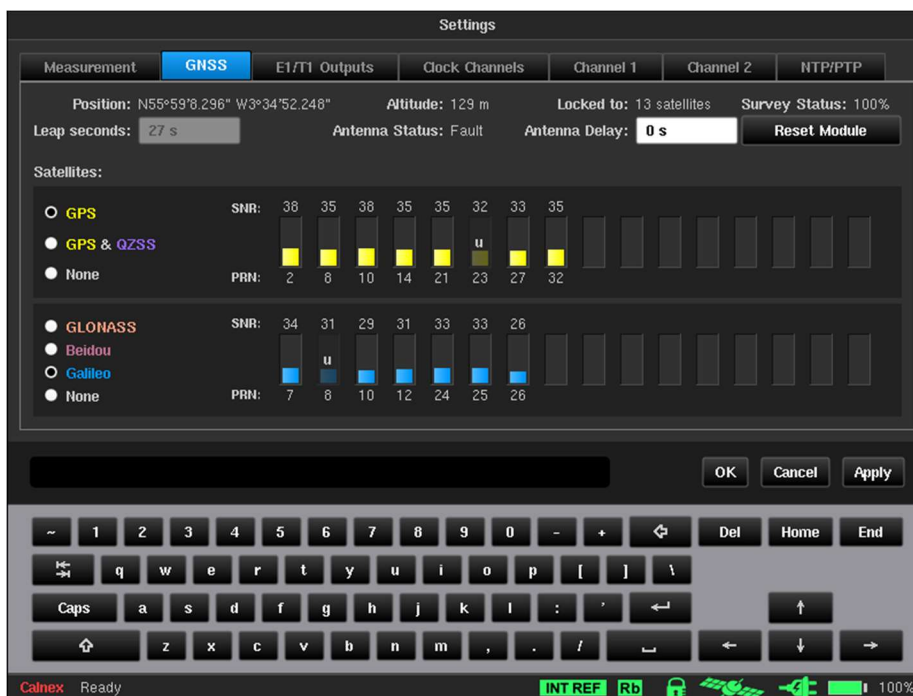 Settings
Measurement GNSS E1/T1 Outputs Clock Channels Channel 1 Channel 2 NTP/PTP
Position: N55°59'8.296" W3°34'52.248" Altitude: 129 m Locked to: 13 satellites Survey Status: 100%
Leap seconds: 27 s Antenna Status: Fault Antenna Delay: 0 s Reset Module
Satellites:
GPS
GPS & QZSS
None
SNR: 38 35 38 35 35 32 33 35
u
PRN: 2 8 10 14 21 23 27 32
GLONASS
Beidou
Galileo
None
SNR: 34 31 29 31 33 33 26
u
PRN: 7 8 10 12 24 25 26
OK Cancel Apply
~ 1 2 3 4 5 6 7 8 9 0 - + Del Home End
q w e r t y u i o p [ ] \
Caps a s d f g h j k l : '
z x c v b n m , . /
Calnex Ready INT REF Rb 100%